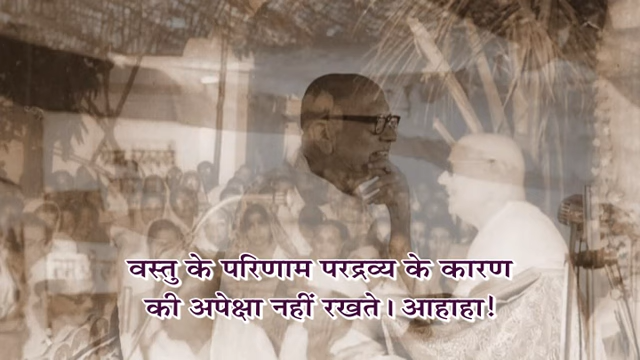 वस्तु के परिणाम परद्रव्य के कारण
की अपेक्षा नहीं रखते। आहाहा!